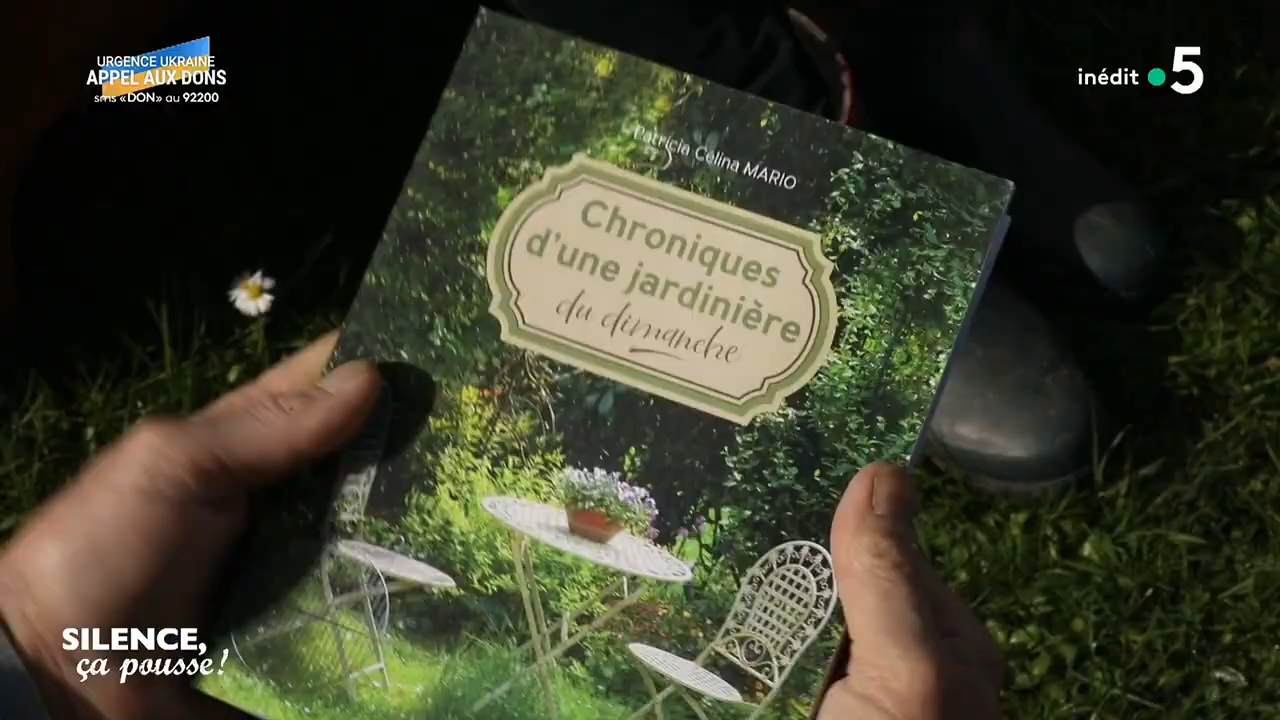 URGENCE UKRAINE
APPEL AUX DONS
sms «DON» au 92200
inédit 5
Patricia Célina MARIO
Chroniques
d'une jardinière
du dimanche
SILENCE,
ça pousse!